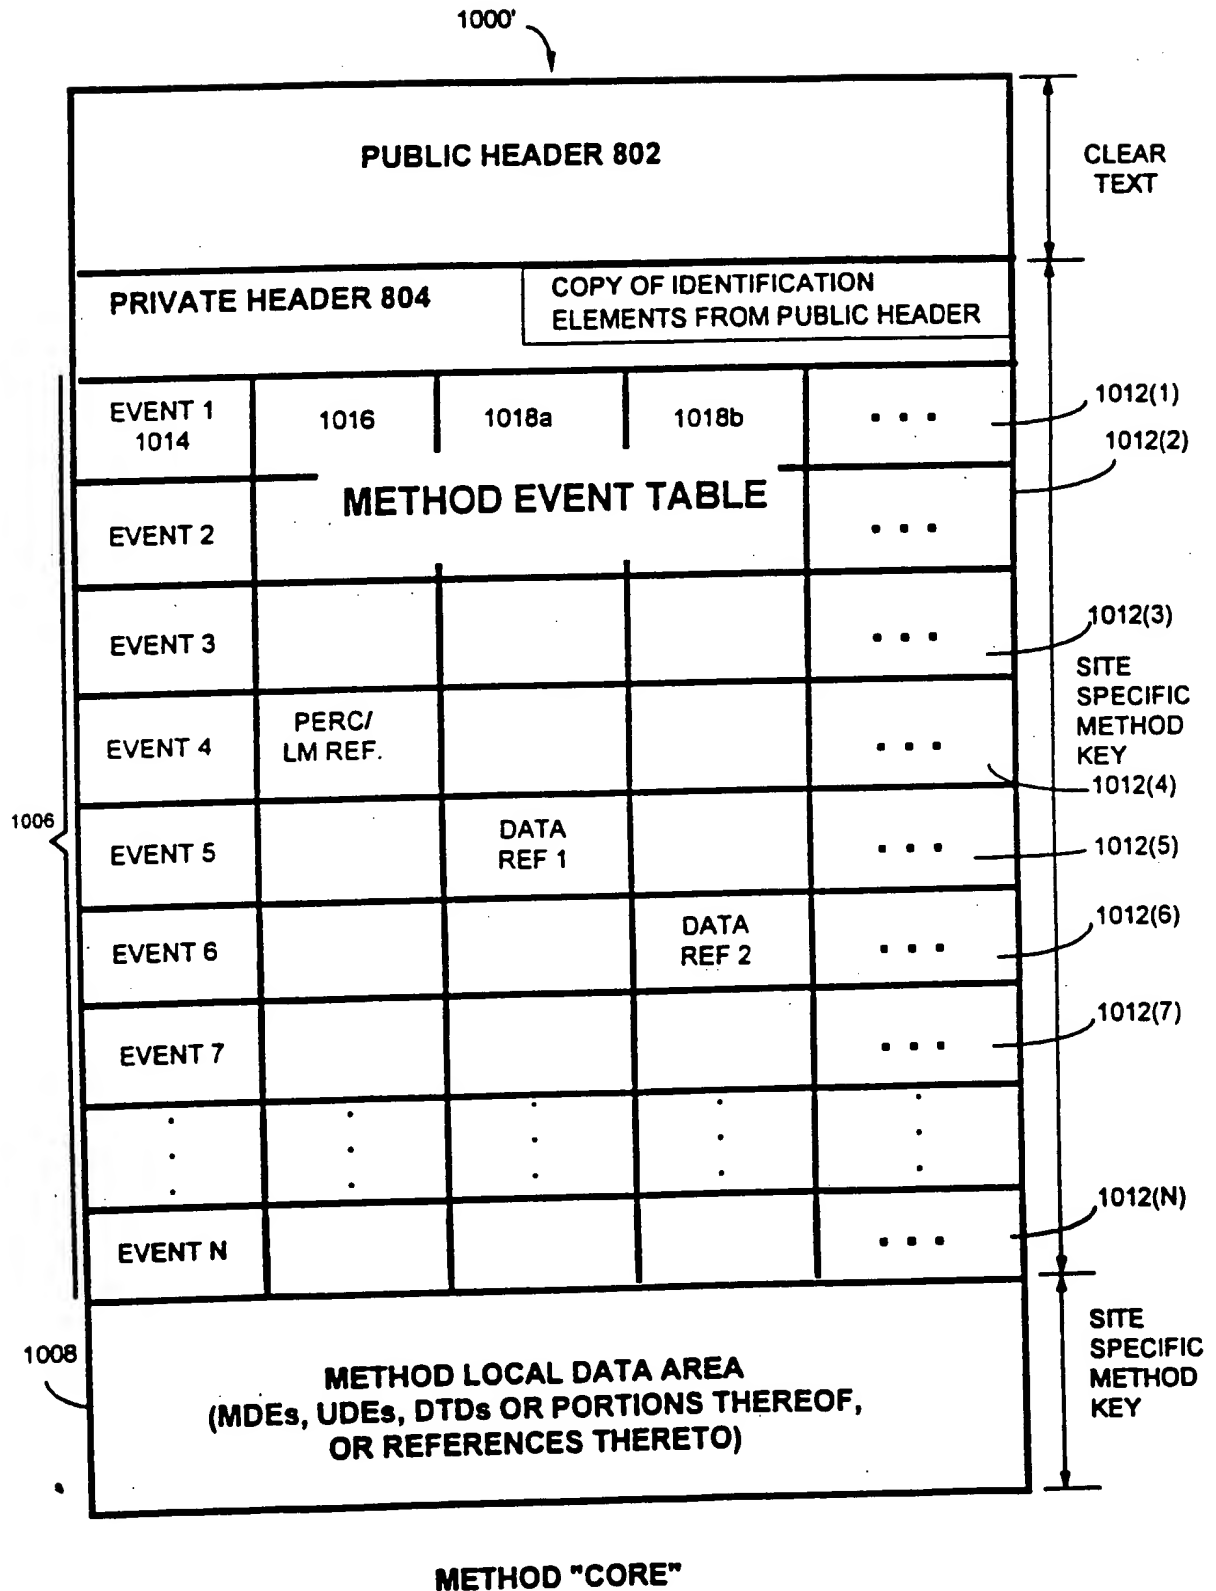 1000'
PUBLIC HEADER 802
CLEAR
TEXT
PRIVATE HEADER 804
COPY OF IDENTIFICATION
ELEMENTS FROM PUBLIC HEADER
EVENT 1
1014
1016
1018a
1018b
. . .
1012(1)
1012(2)
METHOD EVENT TABLE
EVENT 2
. . .
EVENT 3
. . .
1012(3)
SITE
SPECIFIC
METHOD
KEY
EVENT 4
PERC/
LM REF.
. . .
1012(4)
1006
EVENT 5
DATA
REF 1
. . .
1012(5)
EVENT 6
DATA
REF 2
. . .
1012(6)
EVENT 7
. . .
1012(7)
EVENT N
. . .
1012(N)
1008
METHOD LOCAL DATA AREA
(MDEs, UDEs, DTDs OR PORTIONS THEREOF,
OR REFERENCES THERETO)
SITE
SPECIFIC
METHOD
KEY
METHOD "CORE"